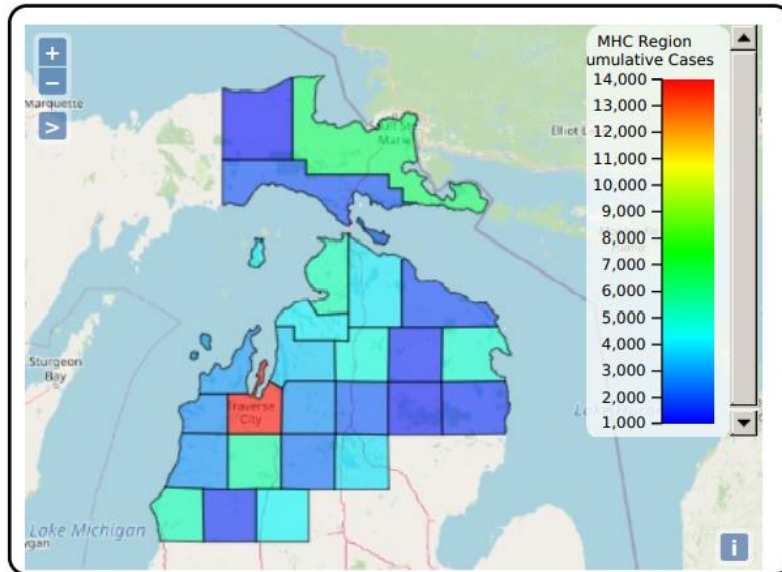 +
−
>
Marquette
MHC Region
umulative Cases
14,000
13,000
12,000
11,000
10,000
9,000
8,000
7,000
6,000
5,000
4,000
3,000
2,000
1,000
Marie
Elliot L
Sturgeon
Bay
Traverse
City
Lake Michigan
gan
i